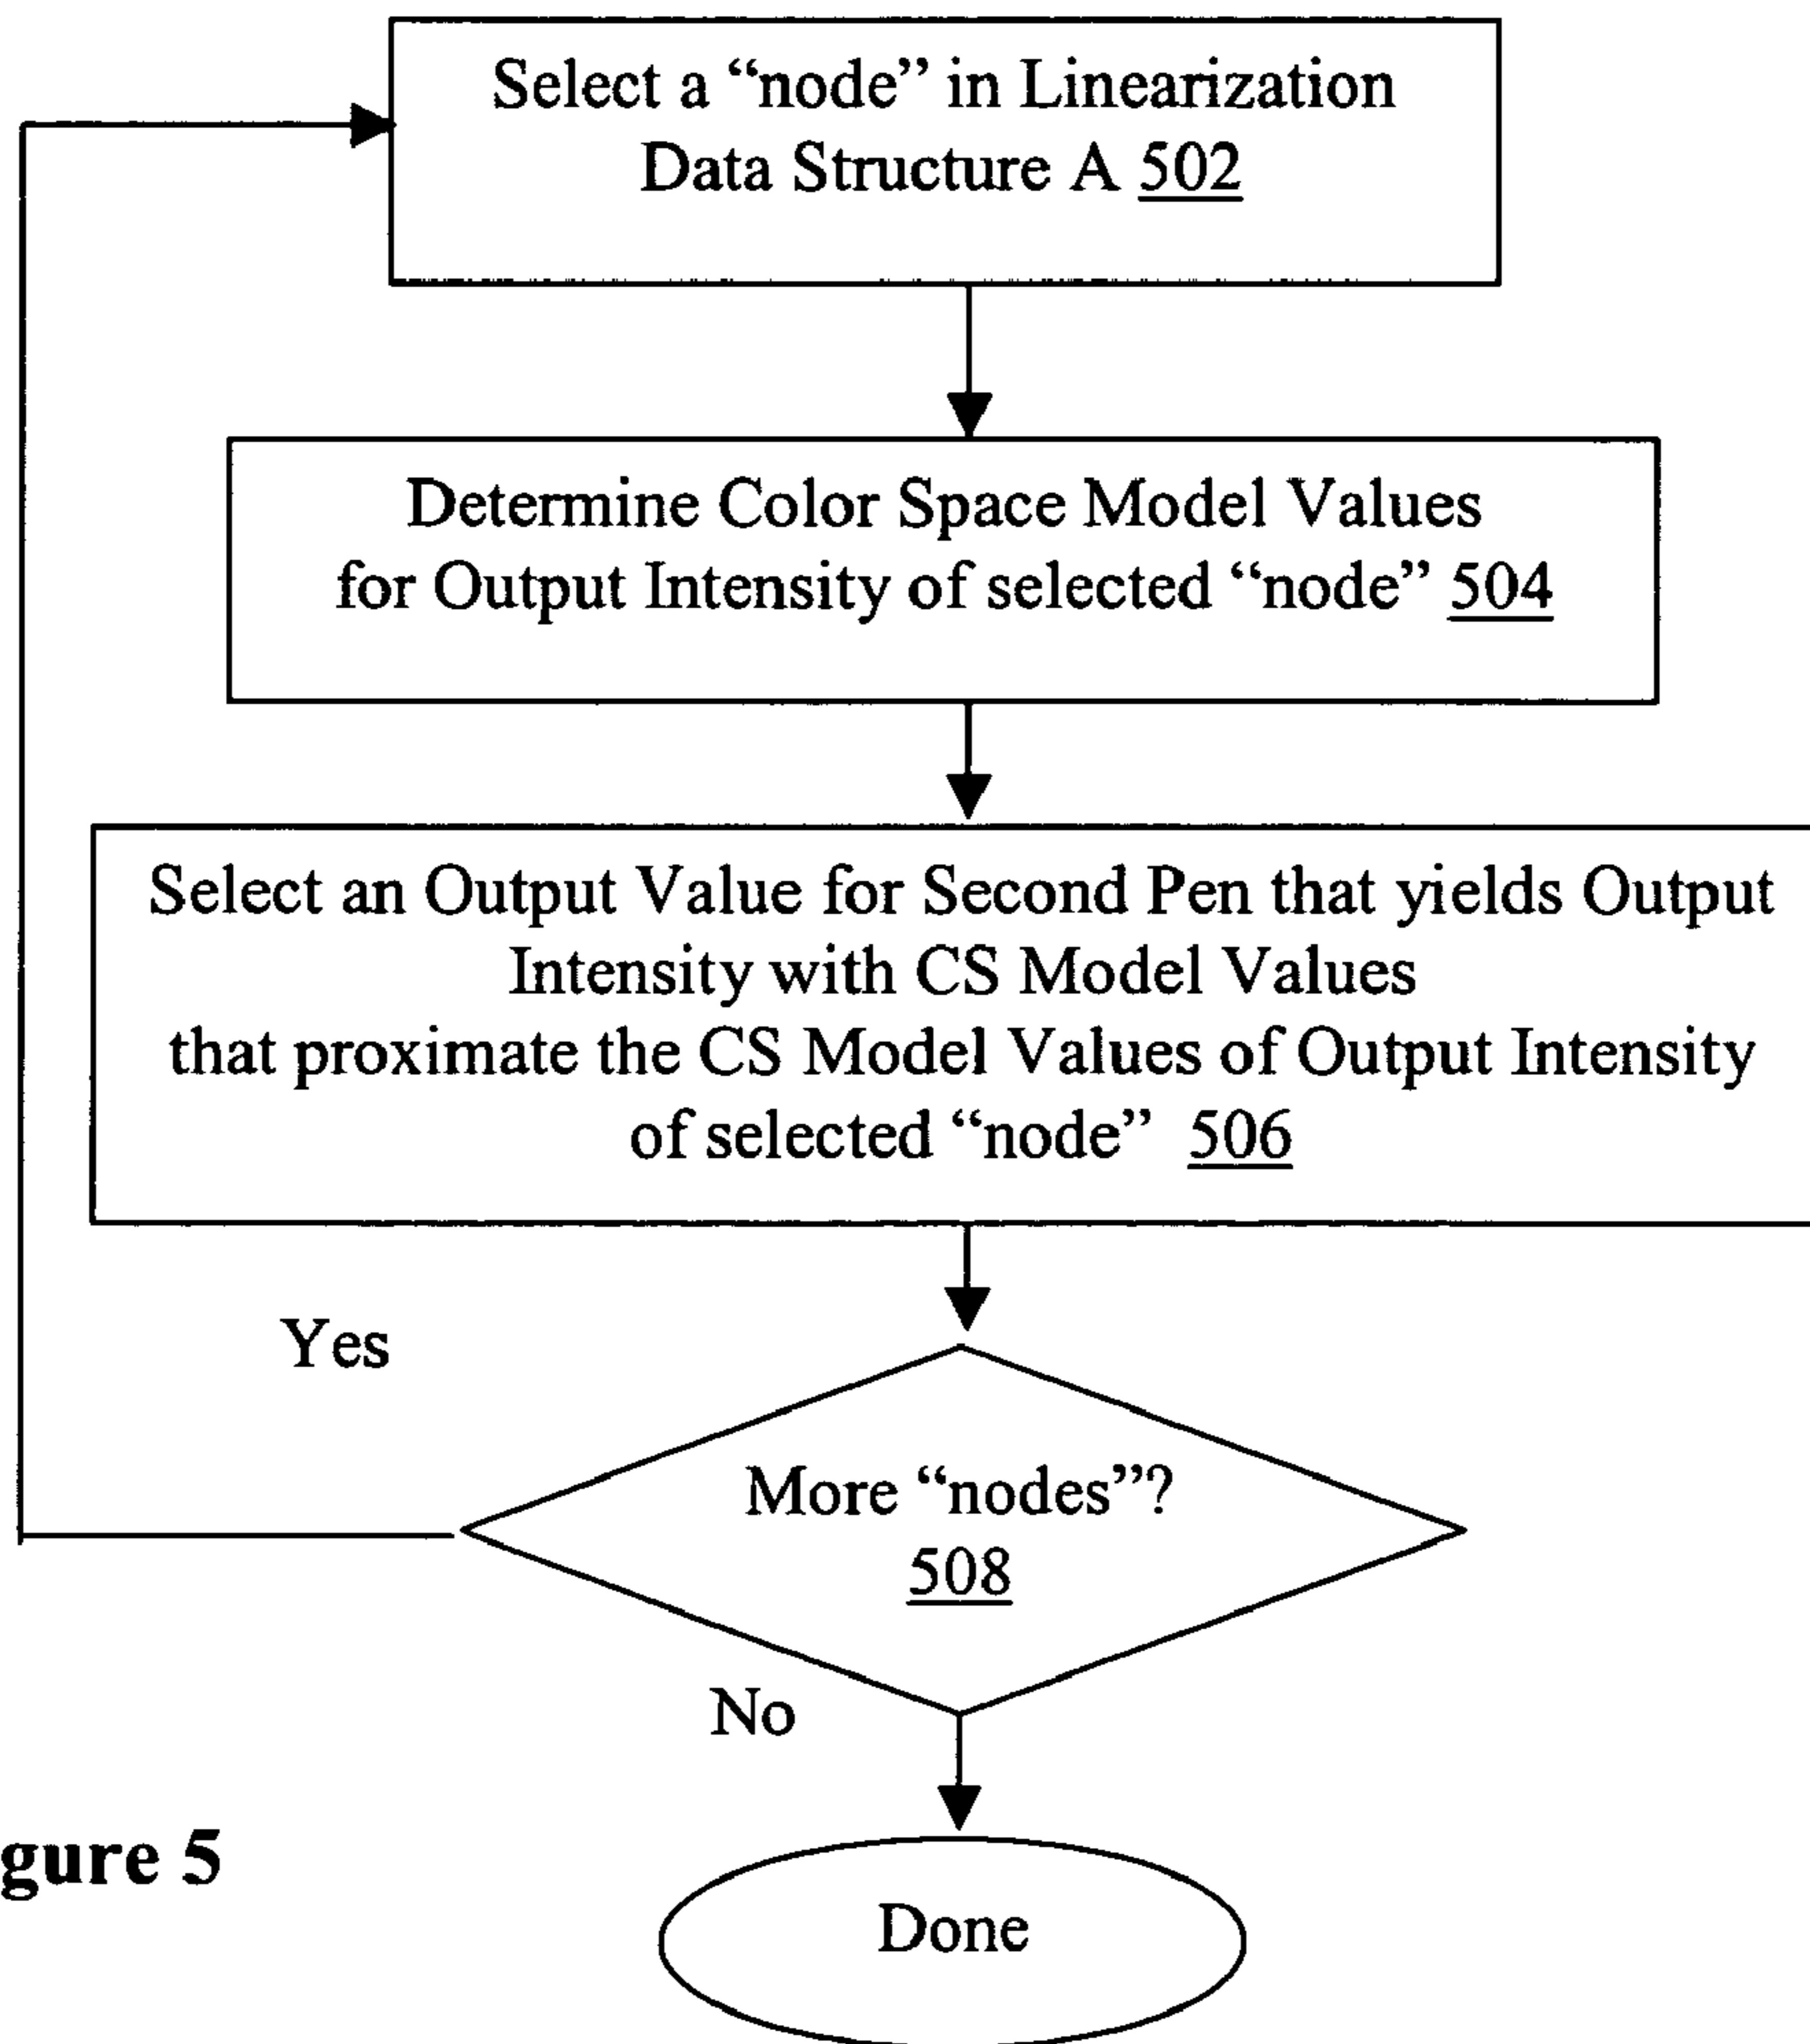 Select a “node” in Linearization
Data Structure A 502
Determine Color Space Model Values
for Output Intensity of selected “node” 504
Select an Output Value for Second Pen that yields Output
Intensity with CS Model Values
that proximate the CS Model Values of Output Intensity
of selected “node” 506
Yes
More “nodes”?
508
No
gure 5
Done